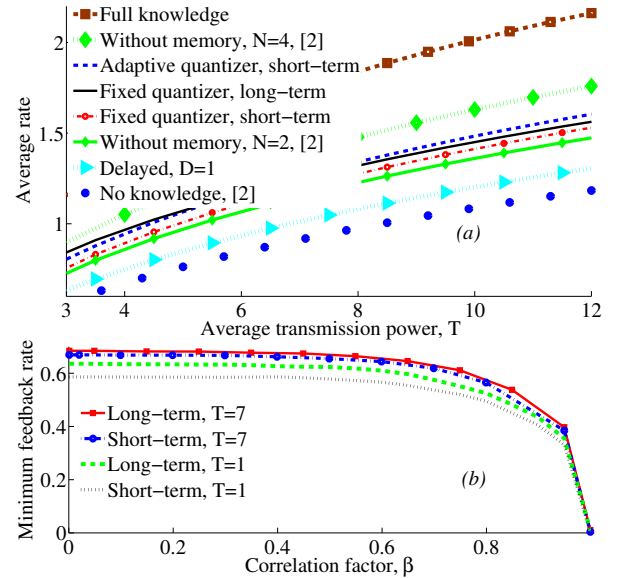 2
1.5
1
Average rate
Full knowledge
Without memory, N=4, [2]
Adaptive quantizer, short−term
Fixed quantizer, long−term
Fixed quantizer, short−term
Without memory, N=2, [2]
Delayed, D=1
No knowledge, [2]
(a)
3 4 6 8 10 12
Average transmission power, T
0.6
0.4
0.2
0
Minimum feedback rate
Long−term, T=7
Short−term, T=7
Long−term, T=1
Short−term, T=1
(b)
0 0.2 0.4 0.6 0.8
Correlation factor, β